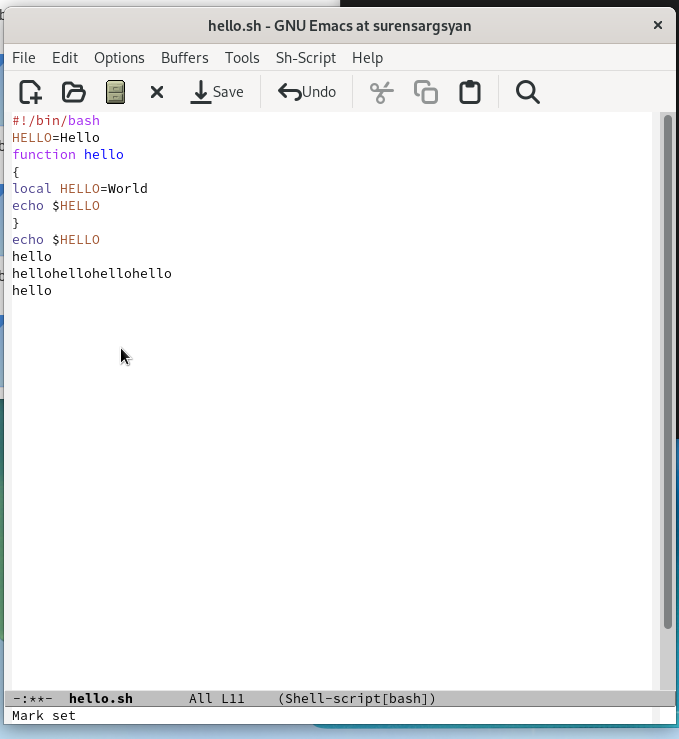 hello.sh - GNU Emacs at surensargsyan
File Edit Options Buffers Tools Sh-Script Help
Save Undo
#!/bin/bash
HELLO=Hello
function hello
{
local HELLO=World
echo $HELLO
}
echo $HELLO
hello
hellohellohellohello
hello
-:**- hello.sh All L11 (Shell-script[bash])
Mark set